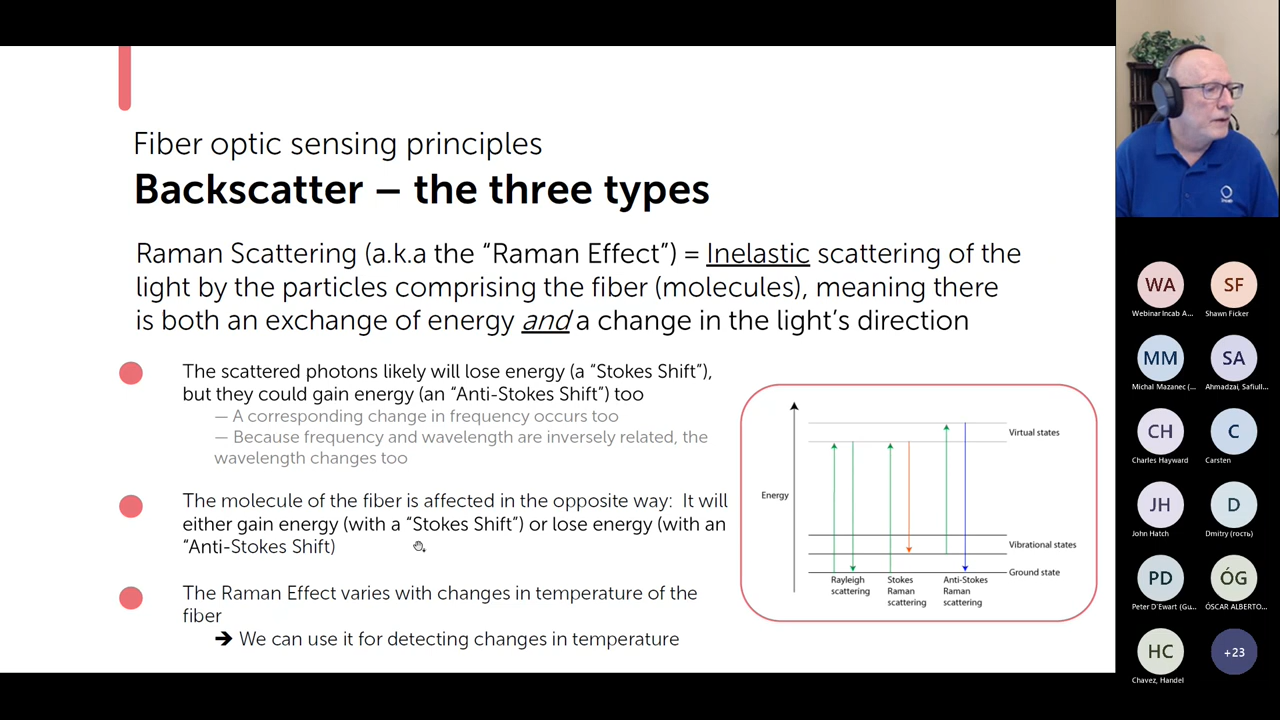 Fiber optic sensing principles
Backscatter – the three types
Raman Scattering (a.k.a the “Raman Effect”) = Inelastic scattering of the
light by the particles comprising the fiber (molecules), meaning there
is both an exchange of energy and a change in the light’s direction
The scattered photons likely will lose energy (a “Stokes Shift”),
but they could gain energy (an “Anti-Stokes Shift”) too
— A corresponding change in frequency occurs too
— Because frequency and wavelength are inversely related, the
wavelength changes too
The molecule of the fiber is affected in the opposite way:  It will
either gain energy (with a “Stokes Shift”) or lose energy (with an
“Anti-Stokes Shift)
The Raman Effect varies with changes in temperature of the
fiber
➔ We can use it for detecting changes in temperature
Virtual states
Energy
Vibrational states
Ground state
Rayleigh
scattering
Stokes
Raman
scattering
Anti-Stokes
Raman
scattering
incab
WA
SF
Webinar Incab A...
Shawn Ficker
MM
SA
Michal Mazanec (...
Ahmadzai, Safiull...
CH
C
Charles Hayward
Carsten
JH
D
John Hatch
Dmitry (гость)
PD
ÓG
Peter D'Ewart (Gu...
ÓSCAR ALBERTO...
HC
+23
Chavez, Handel